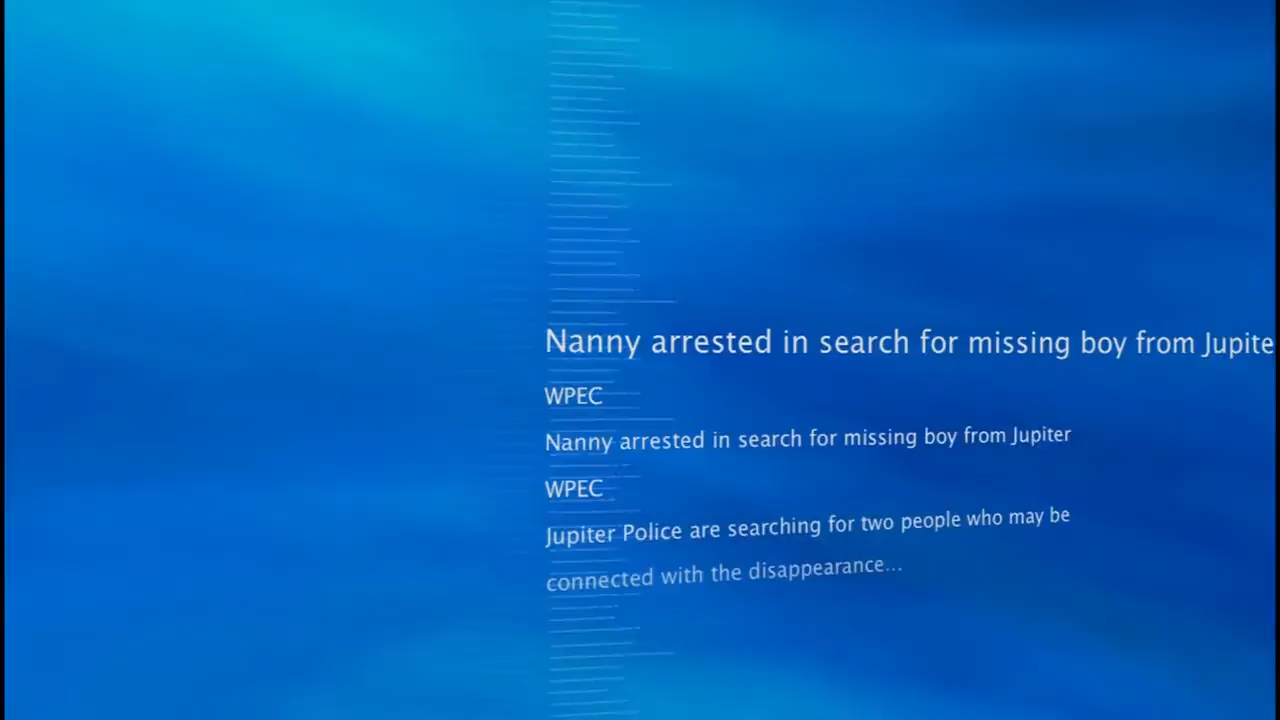 Nanny arrested in search for missing boy from Jupite
WPEC
Nanny arrested in search for missing boy from Jupiter
WPEC
Jupiter Police are searching for two people who may be
connected with the disappearance...